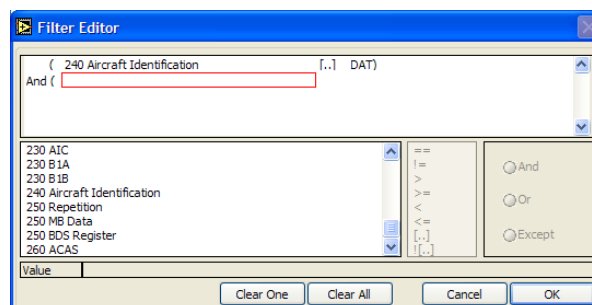 Filter Editor
( 240 Aircraft Identification [..] DAT)
And (
230 AIC
230 B1A
230 B1B
240 Aircraft Identification
250 Repetition
250 MB Data
250 BDS Register
260 ACAS
==
!=
>
>=
<
<=
[..]
![..]
And
Or
Except
Value
Clear One Clear All Cancel OK